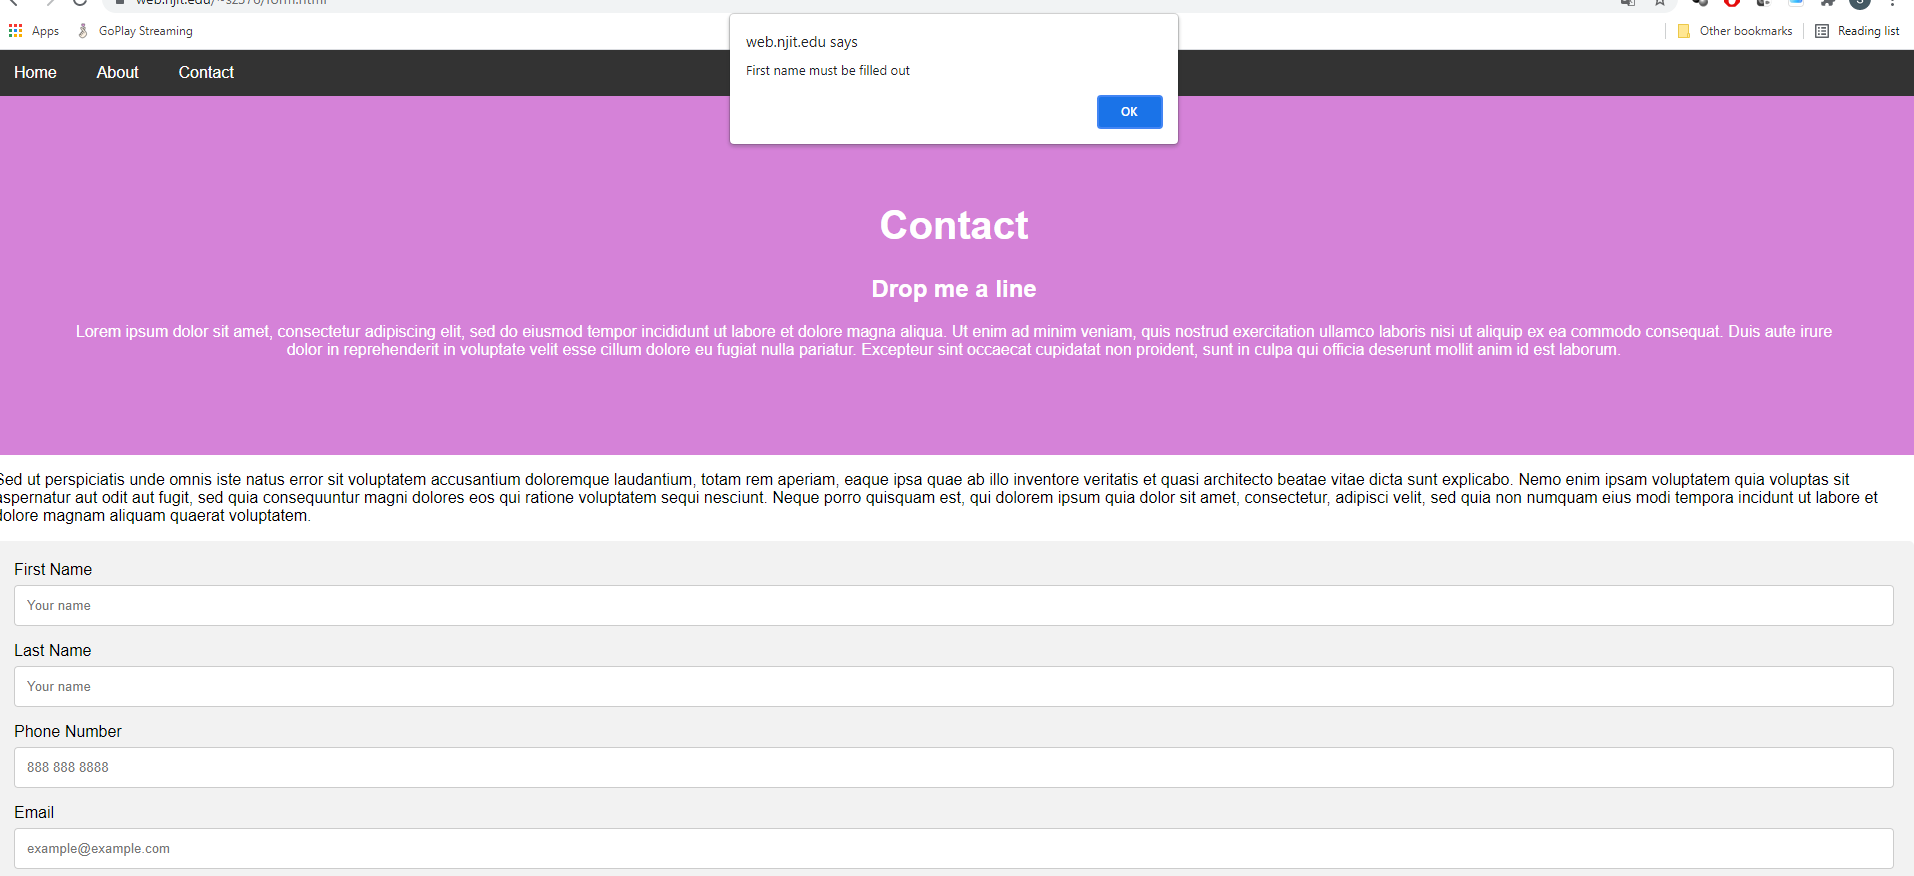 Apps
GoPlay Streaming
Other bookmarks
Reading list
web.njit.edu says
First name must be filled out
OK
Home
About
Contact
Contact
Drop me a line
Lorem ipsum dolor sit amet, consectetur adipiscing elit, sed do eiusmod tempor incididunt ut labore et dolore magna aliqua. Ut enim ad minim veniam, quis nostrud exercitation ullamco laboris nisi ut aliquip ex ea commodo consequat. Duis aute irure
dolor in reprehenderit in voluptate velit esse cillum dolore eu fugiat nulla pariatur. Excepteur sint occaecat cupidatat non proident, sunt in culpa qui officia deserunt mollit anim id est laborum.
Sed ut perspiciatis unde omnis iste natus error sit voluptatem accusantium doloremque laudantium, totam rem aperiam, eaque ipsa quae ab illo inventore veritatis et quasi architecto beatae vitae dicta sunt explicabo. Nemo enim ipsam voluptatem quia voluptas sit
aspernatur aut odit aut fugit, sed quia consequuntur magni dolores eos qui ratione voluptatem sequi nesciunt. Neque porro quisquam est, qui dolorem ipsum quia dolor sit amet, consectetur, adipisci velit, sed quia non numquam eius modi tempora incidunt ut labore et
dolore magnam aliquam quaerat voluptatem.
First Name
Your name
Last Name
Your name
Phone Number
888 888 8888
Email
example@example.com